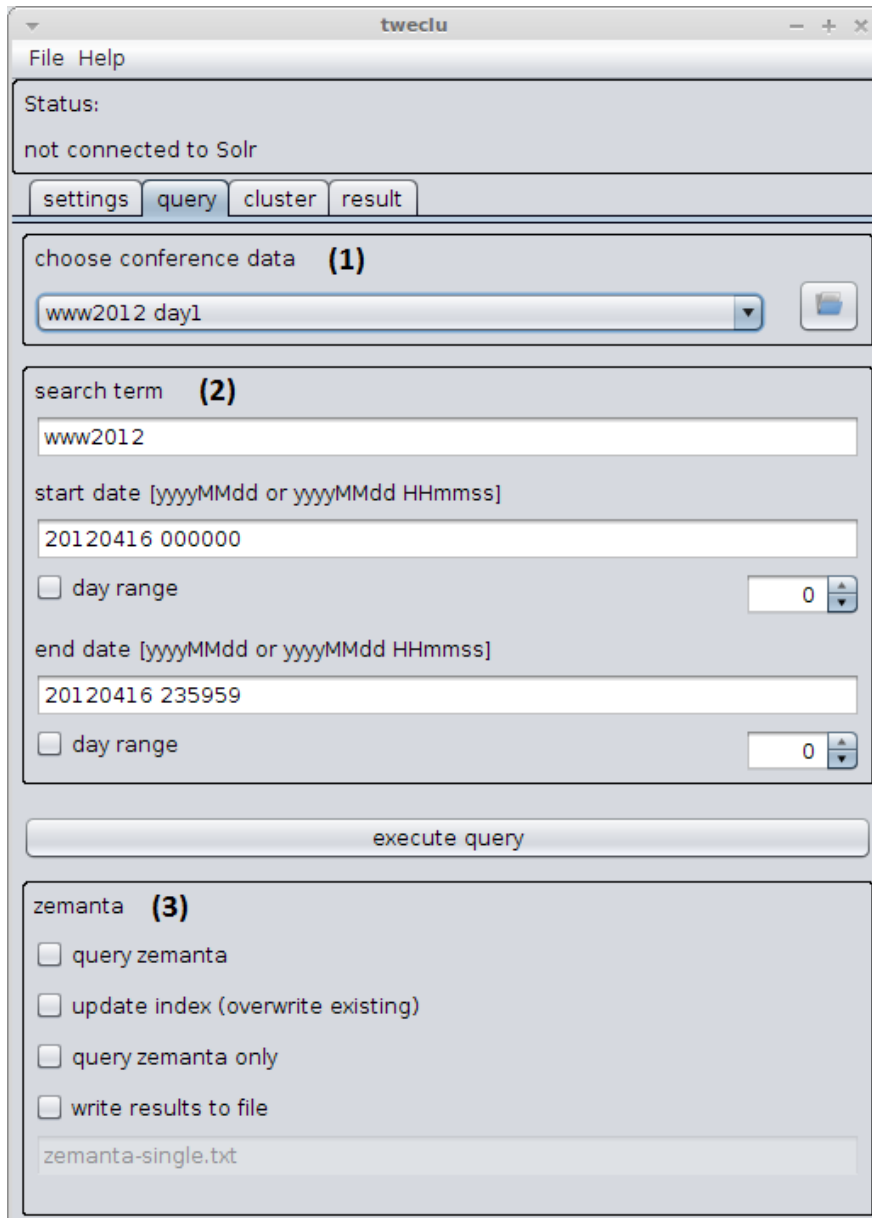 tweclu
File Help
Status:
not connected to Solr
settings query cluster result
choose conference data (1)
www2012 day1
search term (2)
www2012
start date [yyyyMMdd or yyyyMMdd HHmmss]
20120416 000000
day range 0
end date [yyyyMMdd or yyyyMMdd HHmmss]
20120416 235959
day range 0
execute query
zemanta (3)
query zemanta
update index (overwrite existing)
query zemanta only
write results to file
zemanta-single.txt